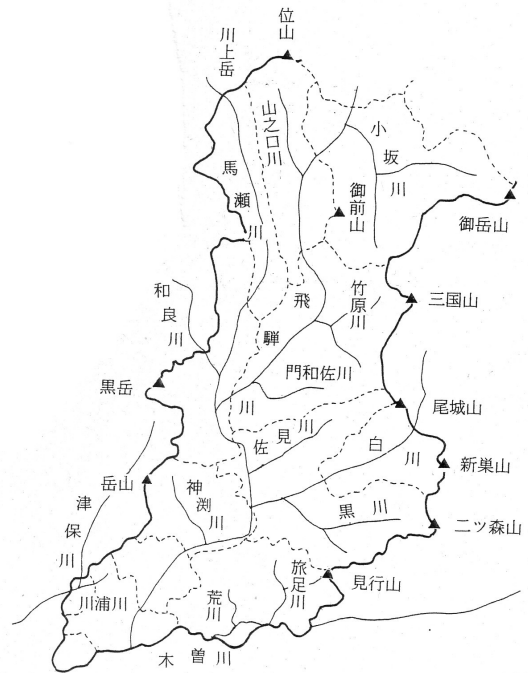 位山
川上岳
山之口川
小坂川
馬瀬川
御前山
御岳山
和良川
飛騨川
竹原川
三国山
門和佐川
黒岳
尾城山
佐見川
白川
新巣山
岳山
神渕川
黒川
二ツ森山
津保川
旅足川
見行山
川浦川
荒川
木曽川